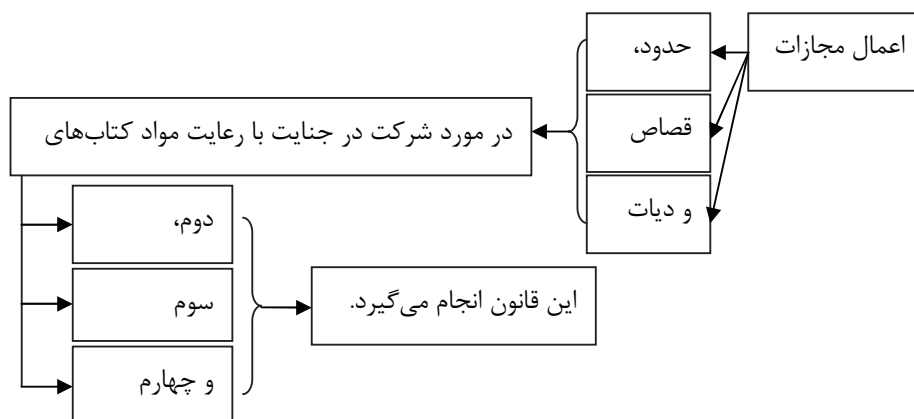 اعمال مجازات
حدود،
قصاص
و دیات
در مورد شرکت در جنایت با رعایت مواد کتاب‌های
دوم،
سوم
و چهارم
این قانون انجام می‌گیرد.